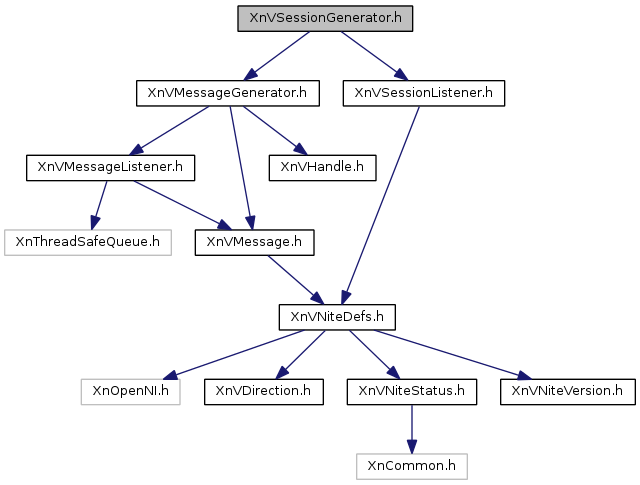 XnVSessionGenerator.h
XnVMessageGenerator.h
XnVSessionListener.h
XnVMessageListener.h
XnVHandle.h
XnThreadSafeQueue.h
XnVMessage.h
XnVNiteDefs.h
XnOpenNI.h
XnVDirection.h
XnVNiteStatus.h
XnVNiteVersion.h
XnCommon.h